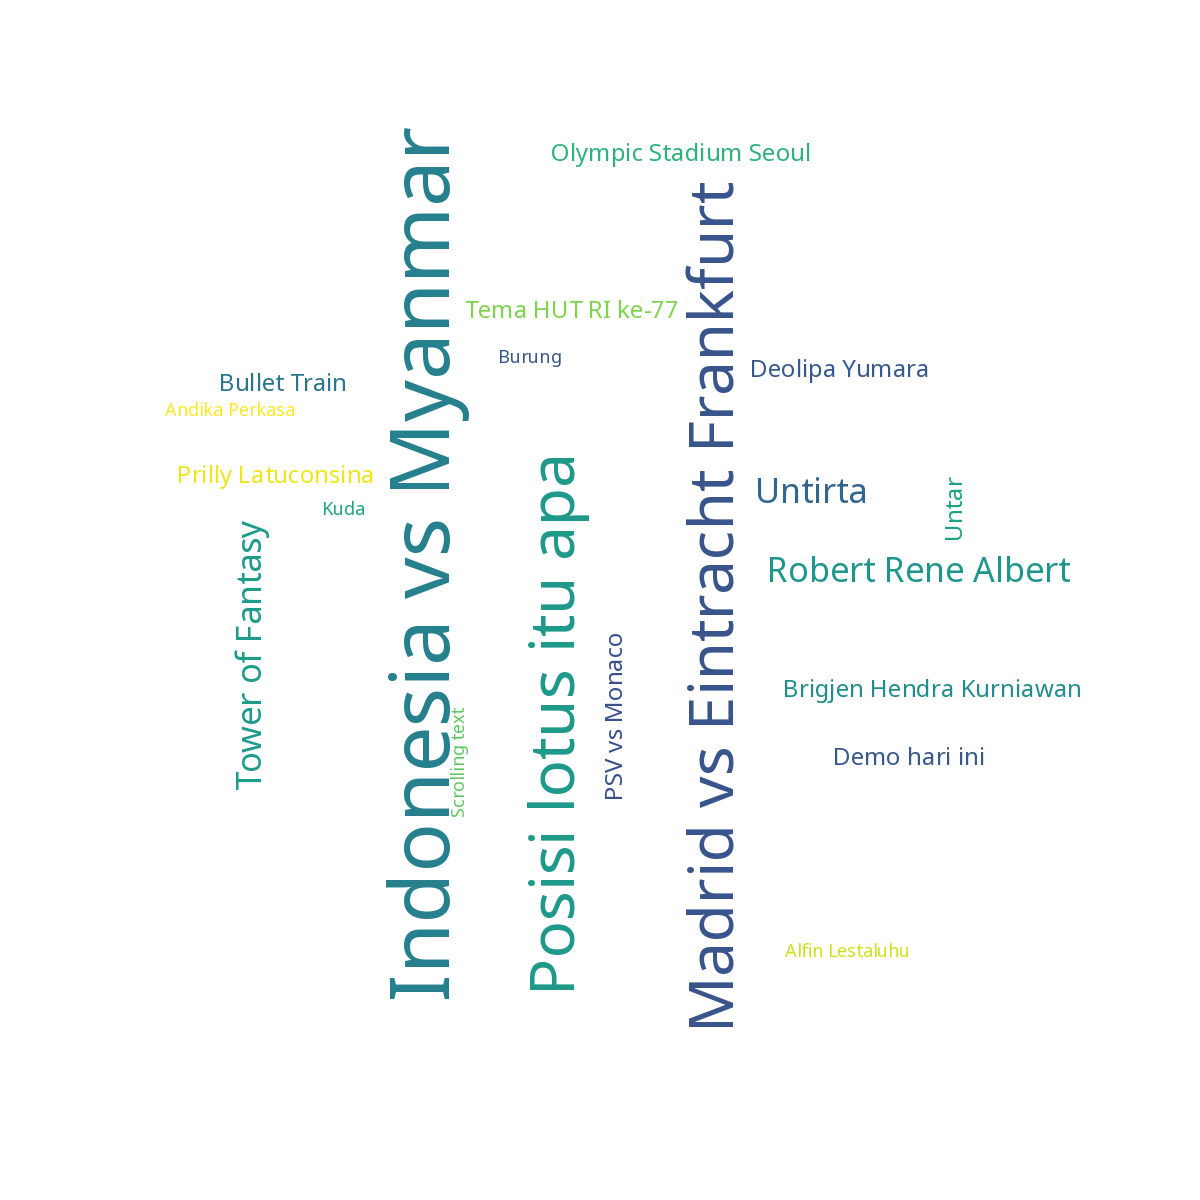 Olympic Stadium Seoul
Indonesia vs Myanmar
Madrid vs Eintracht Frankfurt
Tema HUT RI ke-77
Burung
Deolipa Yumara
Bullet Train
Andika Perkasa
Posisi lotus itu apa
Prilly Latuconsina
Untirta
Untar
Kuda
Tower of Fantasy
Robert Rene Albert
PSV vs Monaco
Brigjen Hendra Kurniawan
Scrolling text
Demo hari ini
Alfin Lestaluhu